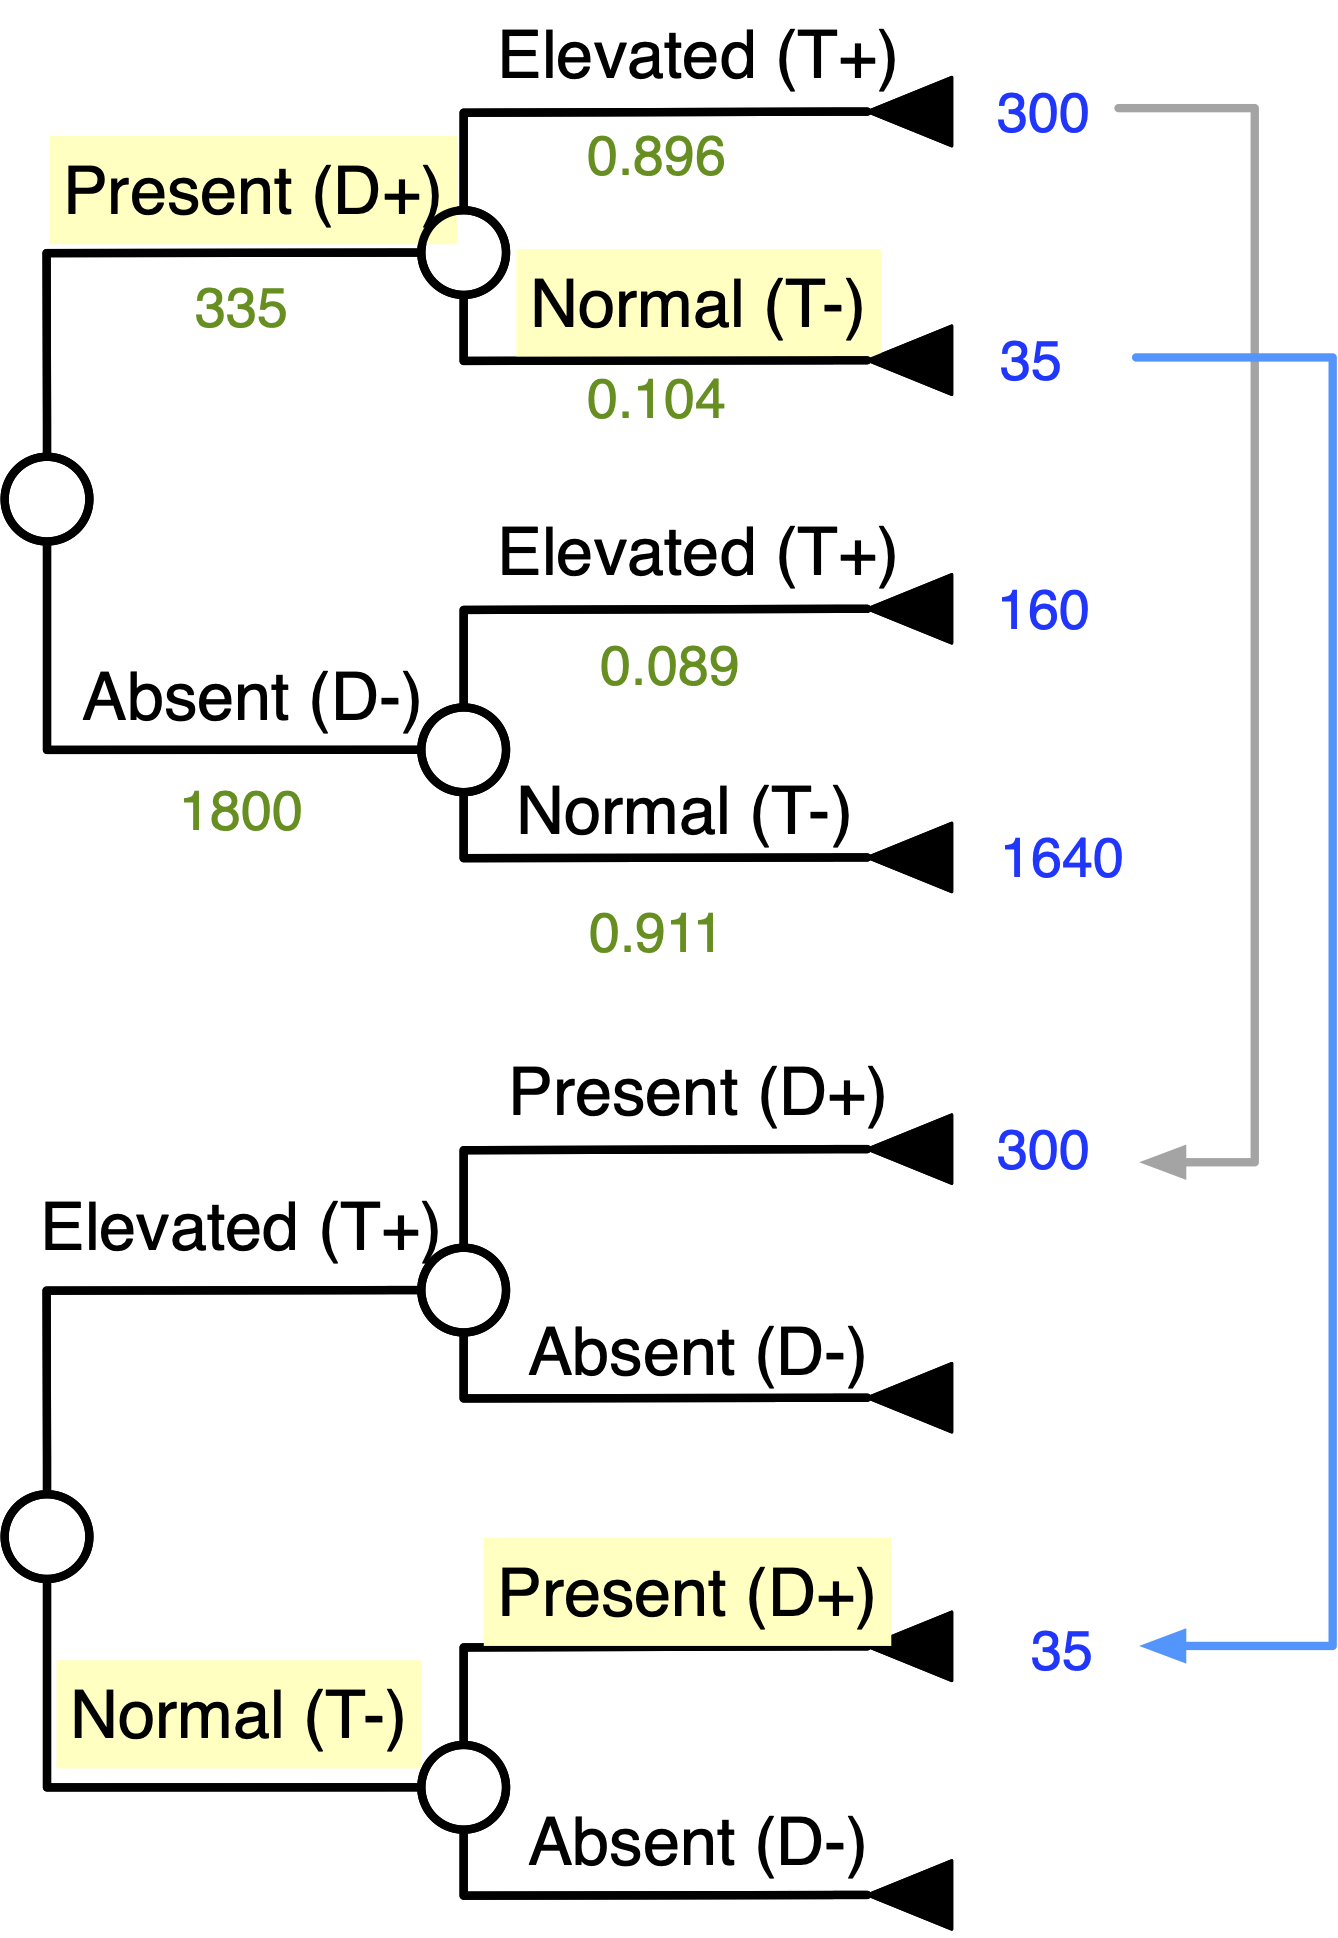 Elevated (T+)
300
0.896
Present (D+)
335
Normal (T-)
35
0.104
Elevated (T+)
160
0.089
Absent (D-)
1800
Normal (T-)
1640
0.911
Present (D+)
300
Elevated (T+)
Absent (D-)
Present (D+)
35
Normal (T-)
Absent (D-)